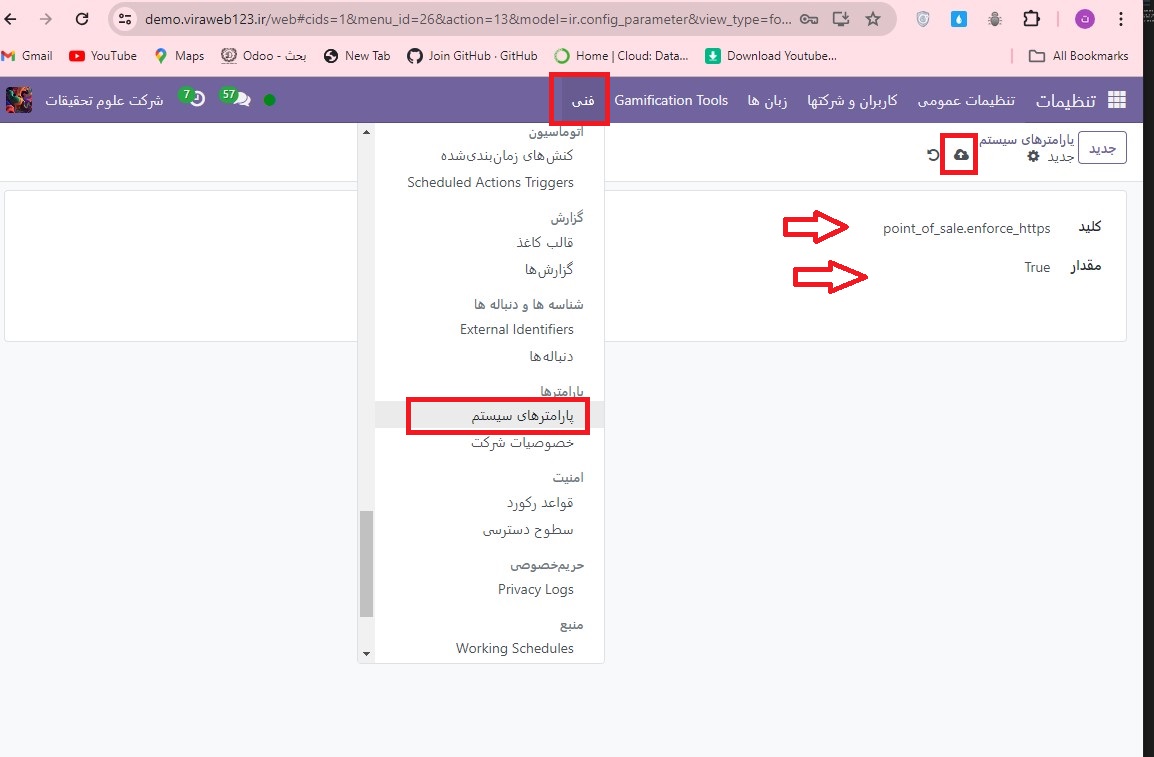 demo.viraweb123.ir/web#cids=1&menu_id=26&action=13&model=ir.config_parameter&view_type=fo...
Gmail
YouTube
Maps
Odoo - بحث
New Tab
Join GitHub · GitHub
Home | Cloud: Data...
Download Youtube...
All Bookmarks
ت
تنظیمات
تنظیمات عمومی
کاربران و شرکتها
زبان ها
Gamification Tools
فنی
57
7
شرکت علوم تحقیقات
جدید
پارامترهای سیستم
جدید
کلید
point_of_sale.enforce_https
مقدار
True
اتوماسیون
کنش‌های زمان‌بندی‌شده
Scheduled Actions Triggers
گزارش
قالب کاغذ
گزارش‌ها
شناسه ها و دنباله ها
External Identifiers
دنباله‌ها
پارامترها
پارامترهای سیستم
خصوصیات شرکت
امنیت
قواعد رکورد
سطوح دسترسی
حریم‌خصوصی
Privacy Logs
منبع
Working Schedules